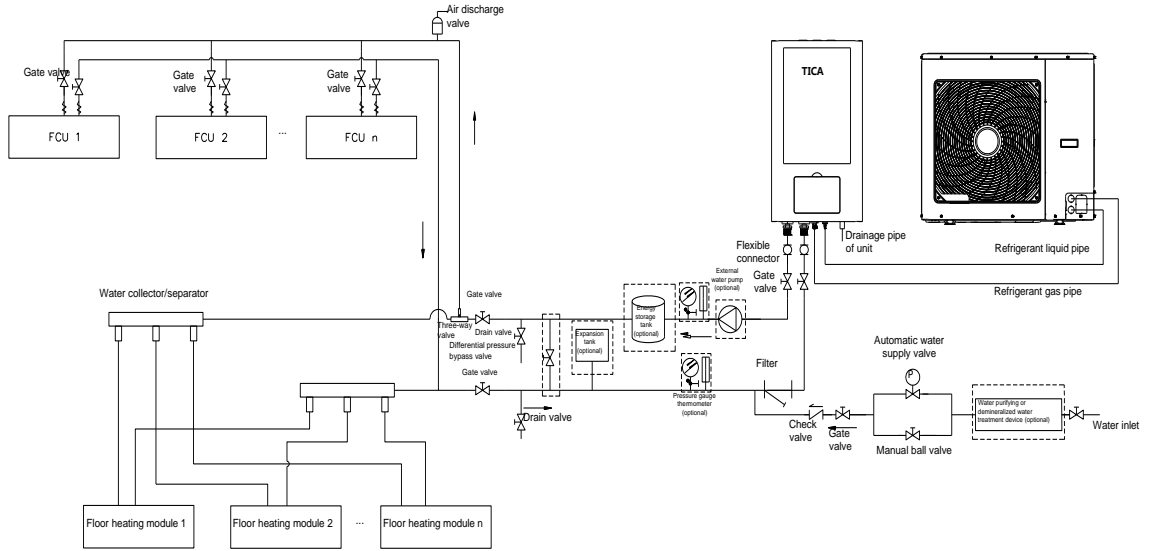 Air discharge
valve
Gate valve
Gate
valve
Gate
valve
FCU 1
FCU 2
...
FCU n
TICA
Drainage pipe
of unit
Flexible
connector
Gate
valve
Refrigerant liquid pipe
Refrigerant gas pipe
External
water pump
(optional)
Water collector/separator
Gate valve
Three-way
valve
Drain valve
Differential pressure
bypass valve
Gate valve
Expansion
tank
(optional)
Energy
storage
tank
(optional)
Pressure gauge
thermometer
(optional)
Filter
Drain valve
Automatic water
supply valve
P
Check
valve
Gate
valve
Manual ball valve
Water purifying or
demineralized water
treatment device (optional)
Water inlet
Floor heating module 1
Floor heating module 2
...
Floor heating module n